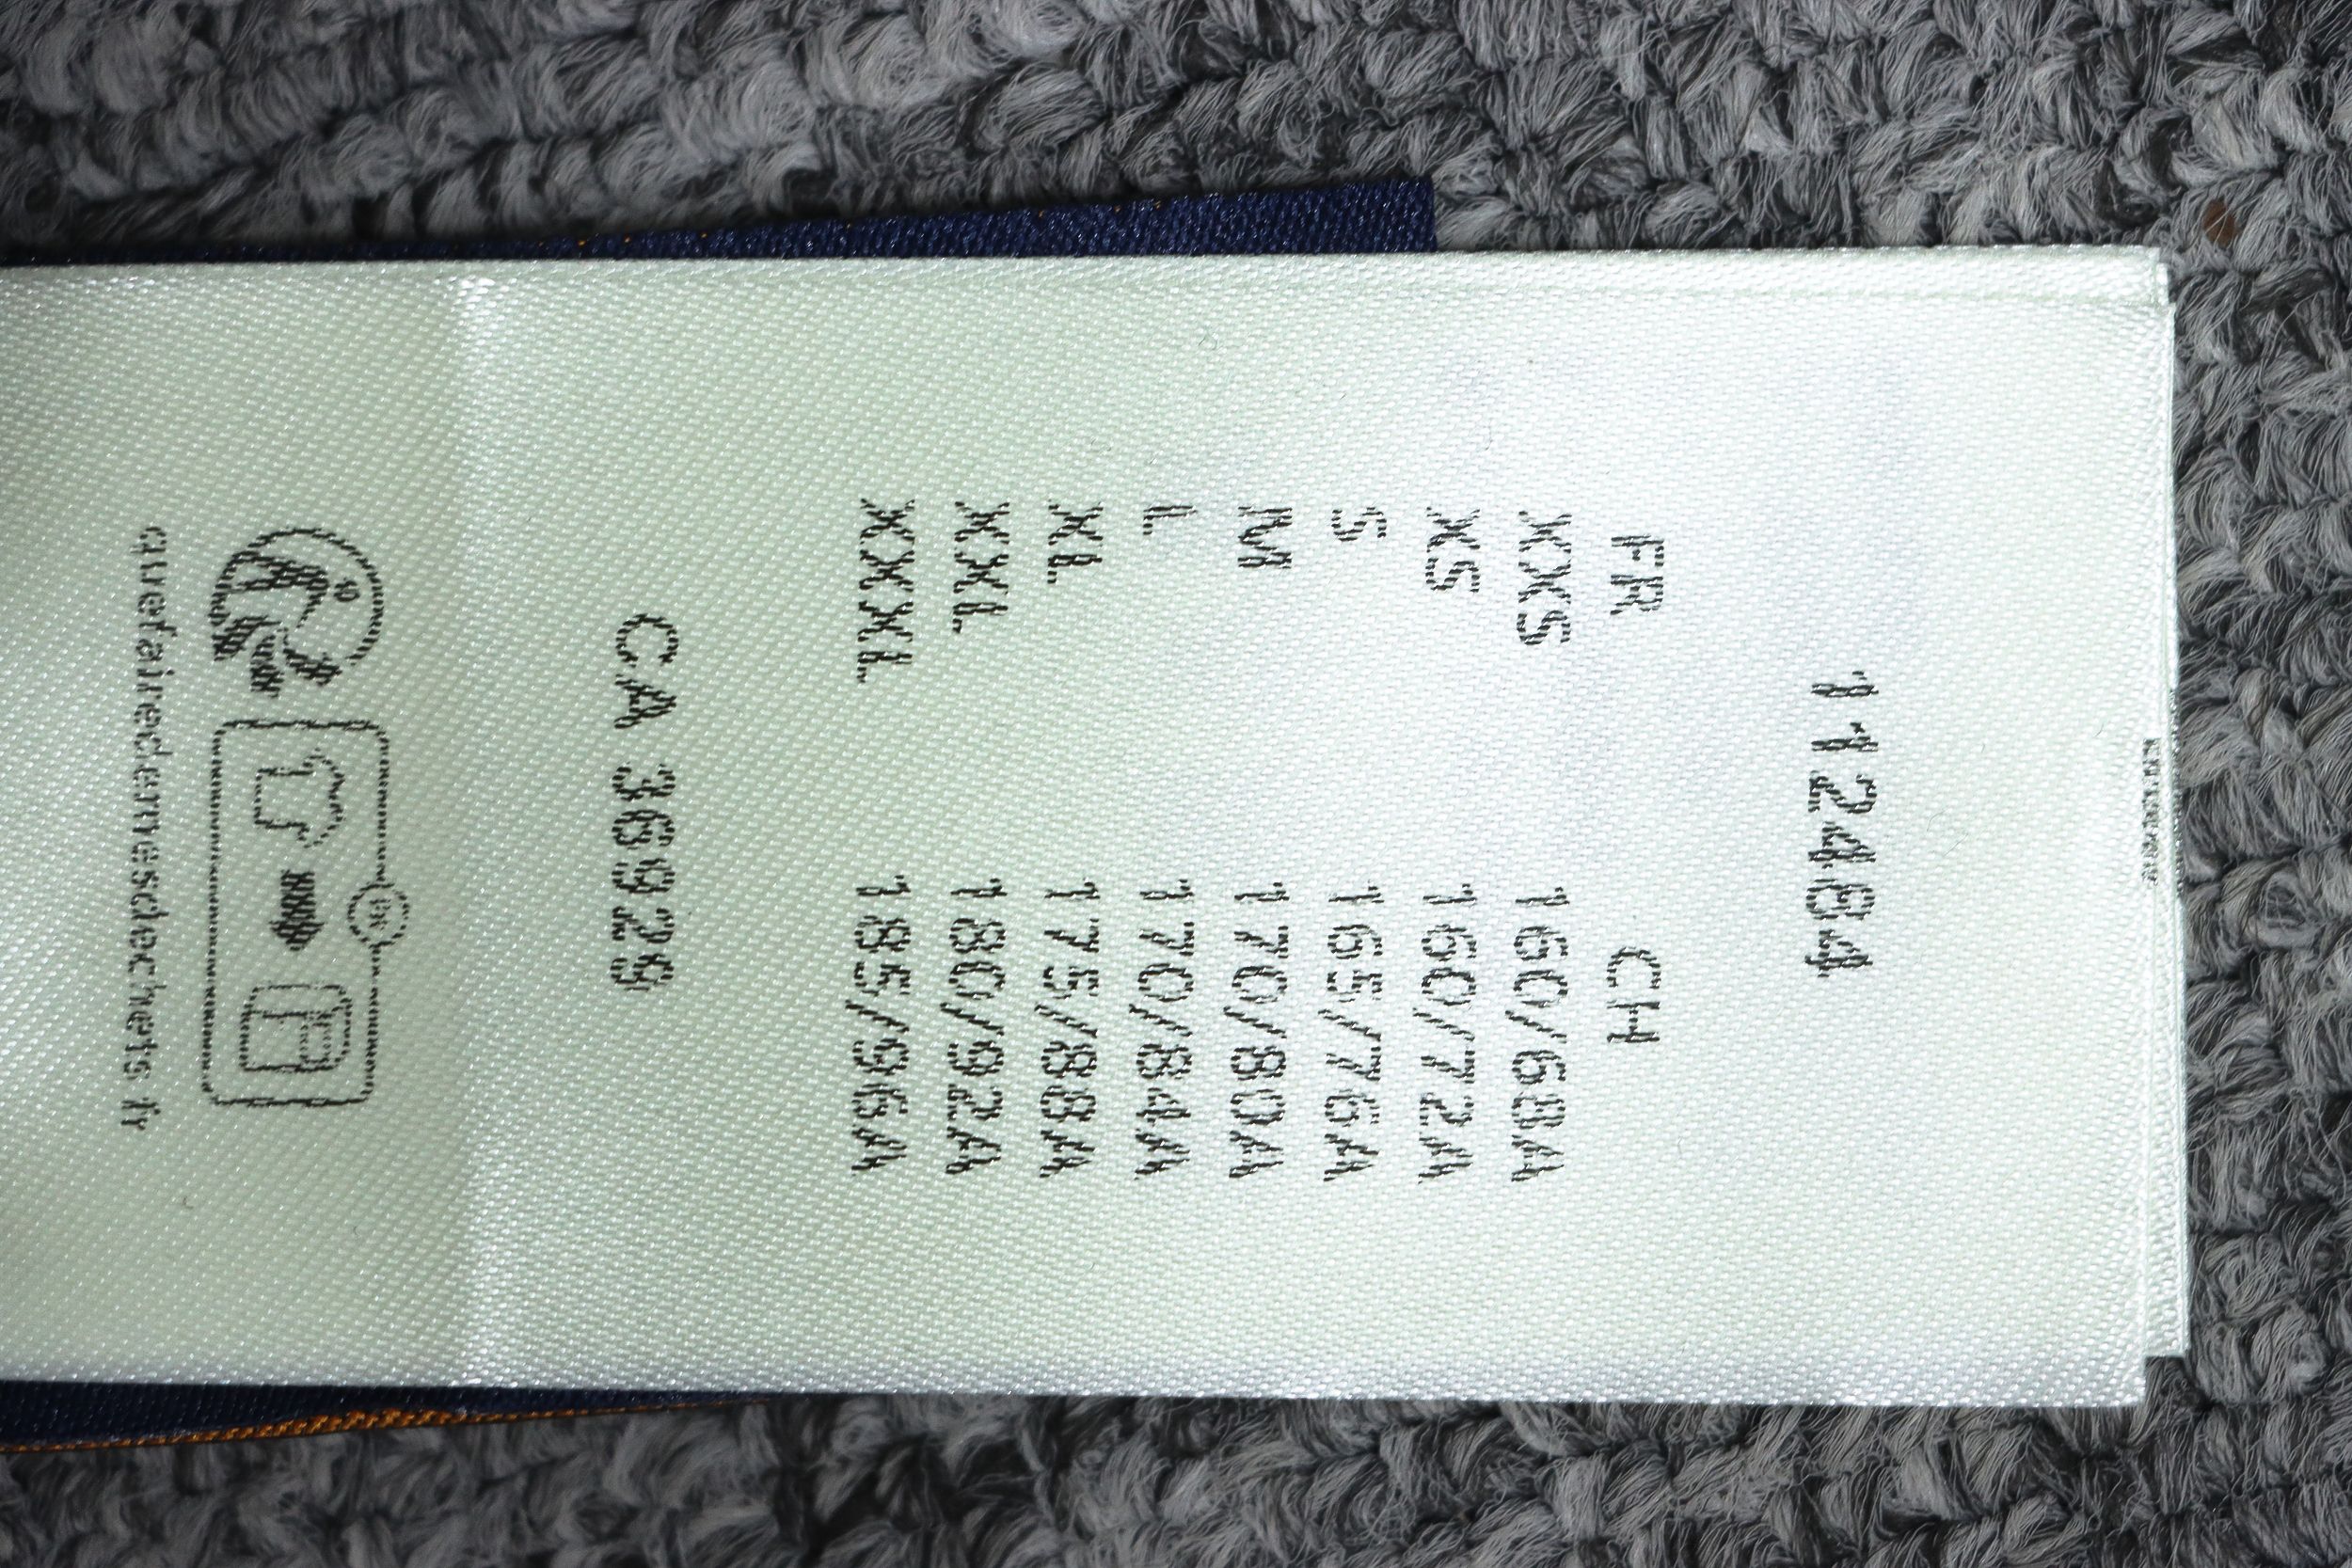 112484
FR CH
XXS 160/68A
XS 160/72A
S 165/76A
M 170/80A
L 170/84A
XL 175/88A
XXL 180/92A
XXXL 185/96A
CA 36929
FR
quefairedemesdechets.fr